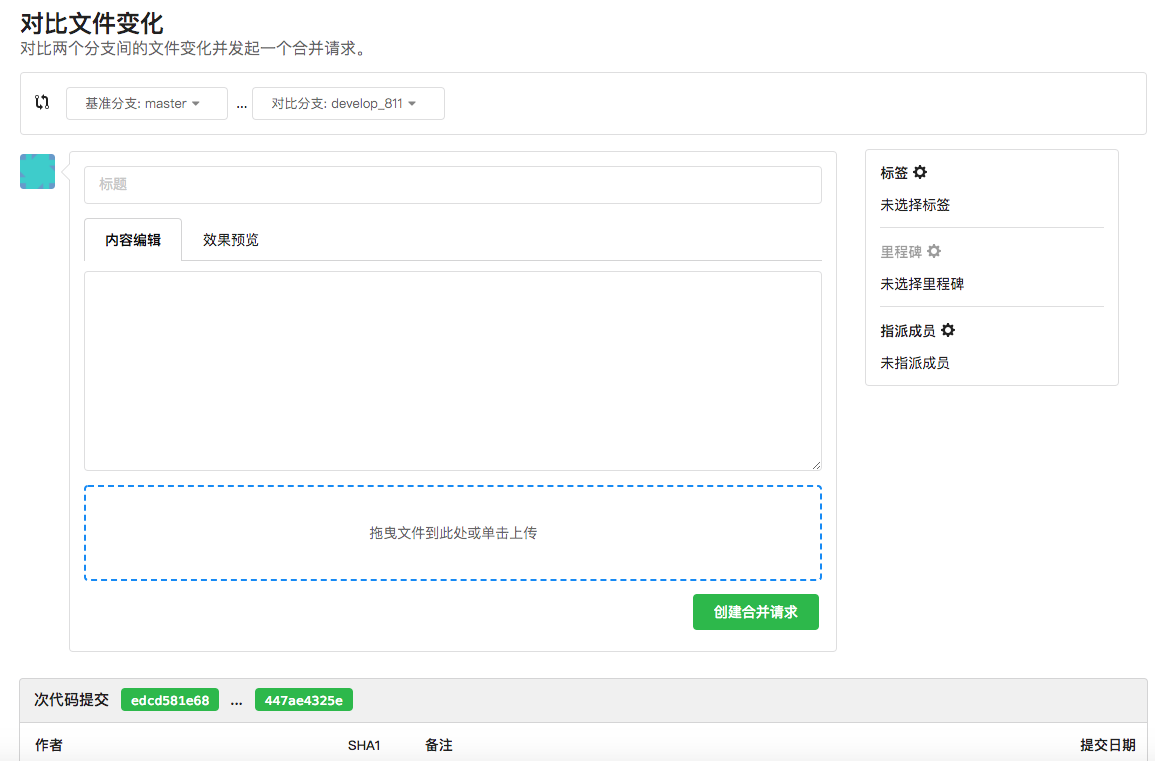 对比文件变化
对比两个分支间的文件变化并发起一个合并请求。
基准分支: master ... 对比分支: develop_811
标题
内容编辑 效果预览
拖曳文件到此处或单击上传
创建合并请求
标签
未选择标签
里程碑
未选择里程碑
指派成员
未指派成员
次代码提交 edcd581e68 ... 447ae4325e
作者 SHA1 备注 提交日期